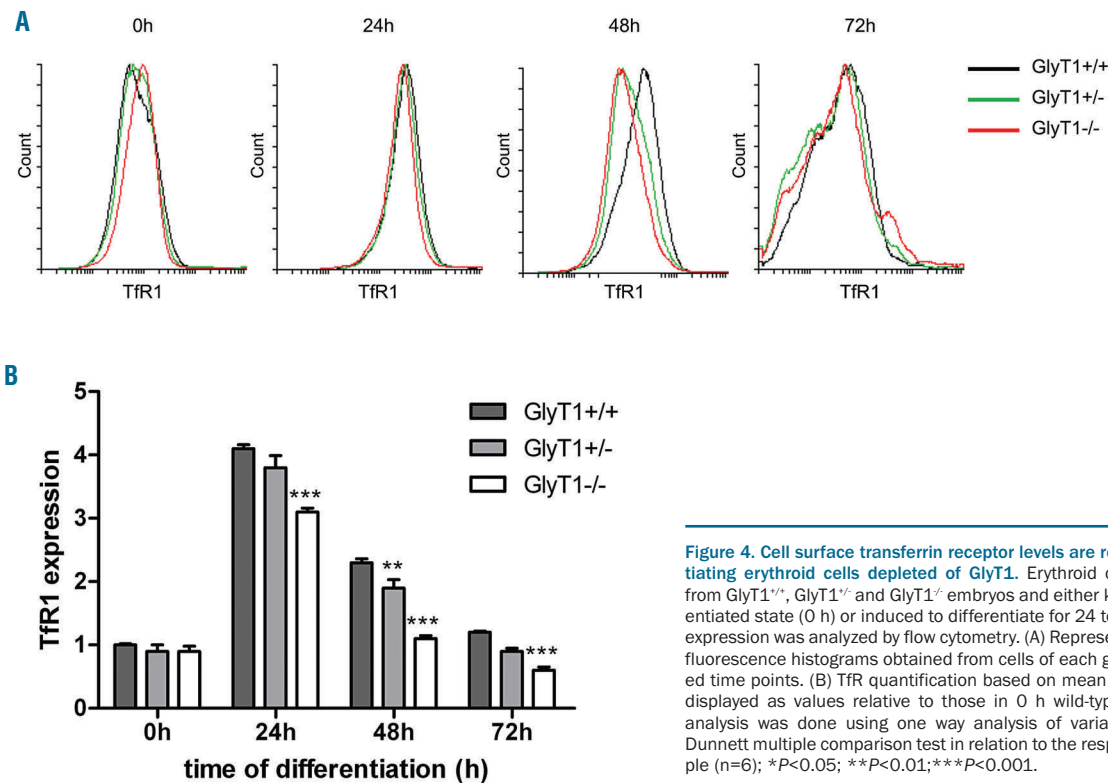 A
0h 24h 48h 72h
Count Count Count Count
TfR1 TfR1 TfR1 TfR1
GlyT1+/+
GlyT1+/-
GlyT1-/-
B
TfR1 expression
5
4
3
2
1
0
GlyT1+/+
GlyT1+/-
GlyT1-/-
***
**
***
***
0h 24h 48h 72h
time of differentiation (h)
Figure 4. Cell surface transferrin receptor levels are re
tiating erythroid cells depleted of GlyT1. Erythroid c
from GlyT1+/+, GlyT1+/- and GlyT1-/- embryos and either k
entiated state (0 h) or induced to differentiate for 24 to
expression was analyzed by flow cytometry. (A) Represe
fluorescence histograms obtained from cells of each g
ed time points. (B) TfR quantification based on mean
displayed as values relative to those in 0 h wild-typ
analysis was done using one way analysis of varia
Dunnett multiple comparison test in relation to the resp
ple (n=6); *P<0.05; **P<0.01;***P<0.001.